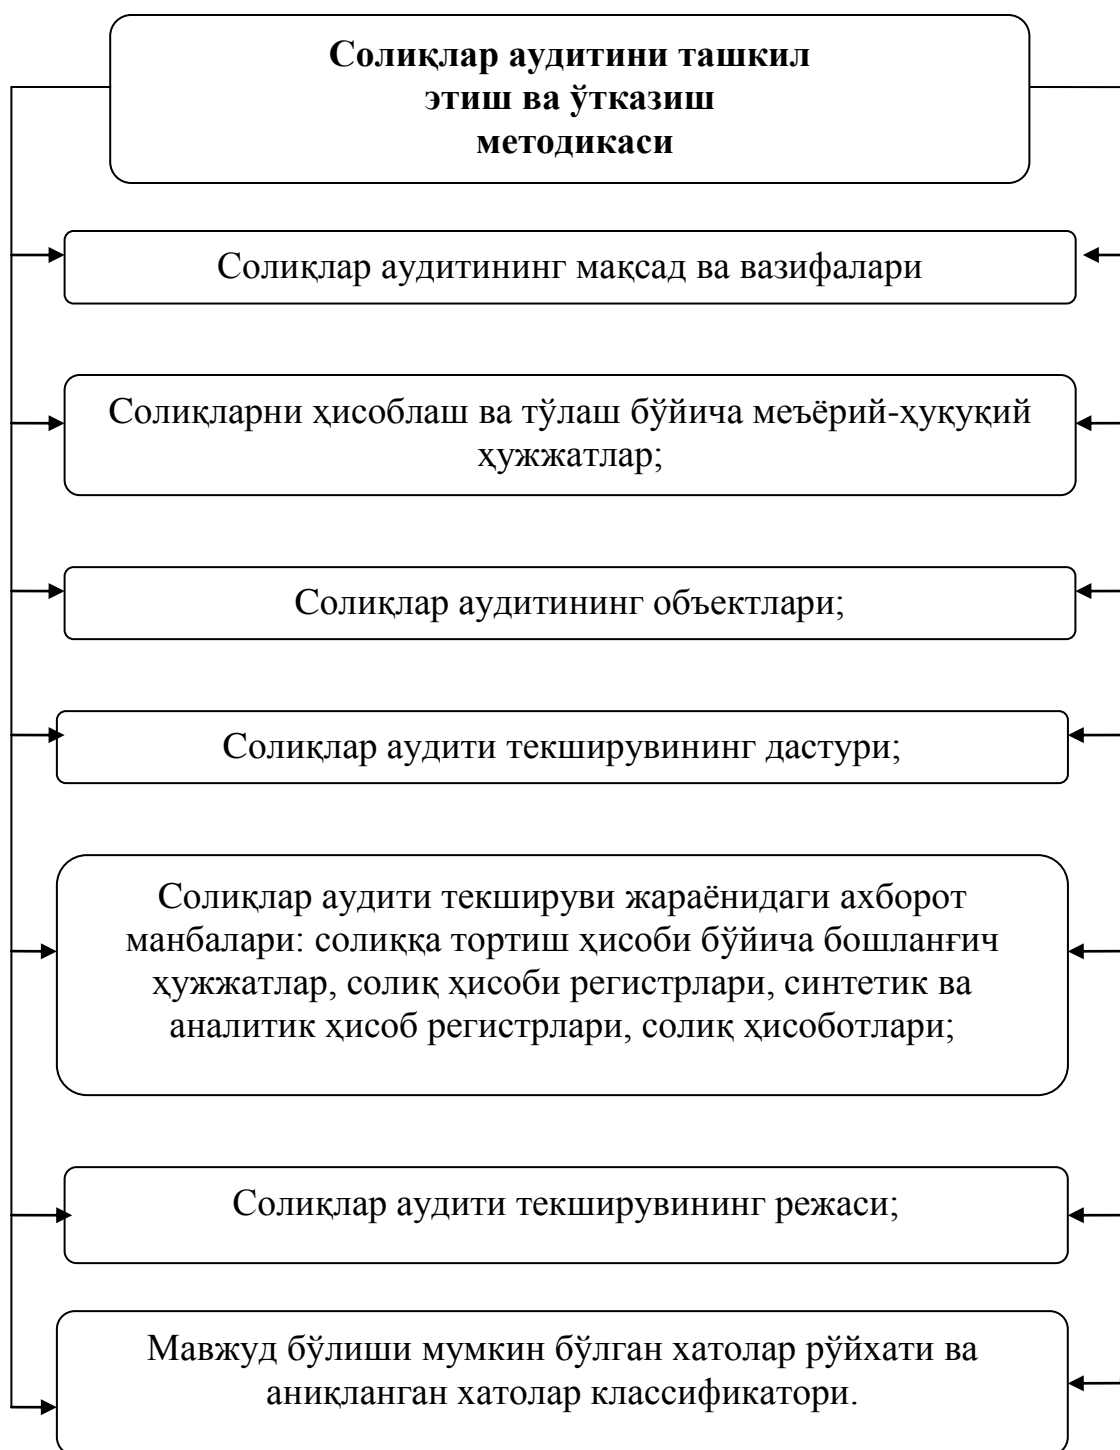 Солиқлар аудитини ташкил
этиш ва ўтказиш
методикаси
Солиқлар аудитининг мақсад ва вазифалари
Солиқларни ҳисоблаш ва тўлаш бўйича меъёрий-ҳуқуқий
ҳужжатлар;
Солиқлар аудитининг объектлари;
Солиқлар аудити текширувининг дастури;
Солиқлар аудити текшируви жараёнидаги ахборот
манбалари: солиққа тортиш ҳисоби бўйича бошланғич
ҳужжатлар, солиқ ҳисоби регистрлари, синтетик ва
аналитик ҳисоб регистрлари, солиқ ҳисоботлари;
Солиқлар аудити текширувининг режаси;
Мавжуд бўлиши мумкин бўлган хатолар рўйхати ва
аниқланган хатолар классификатори.